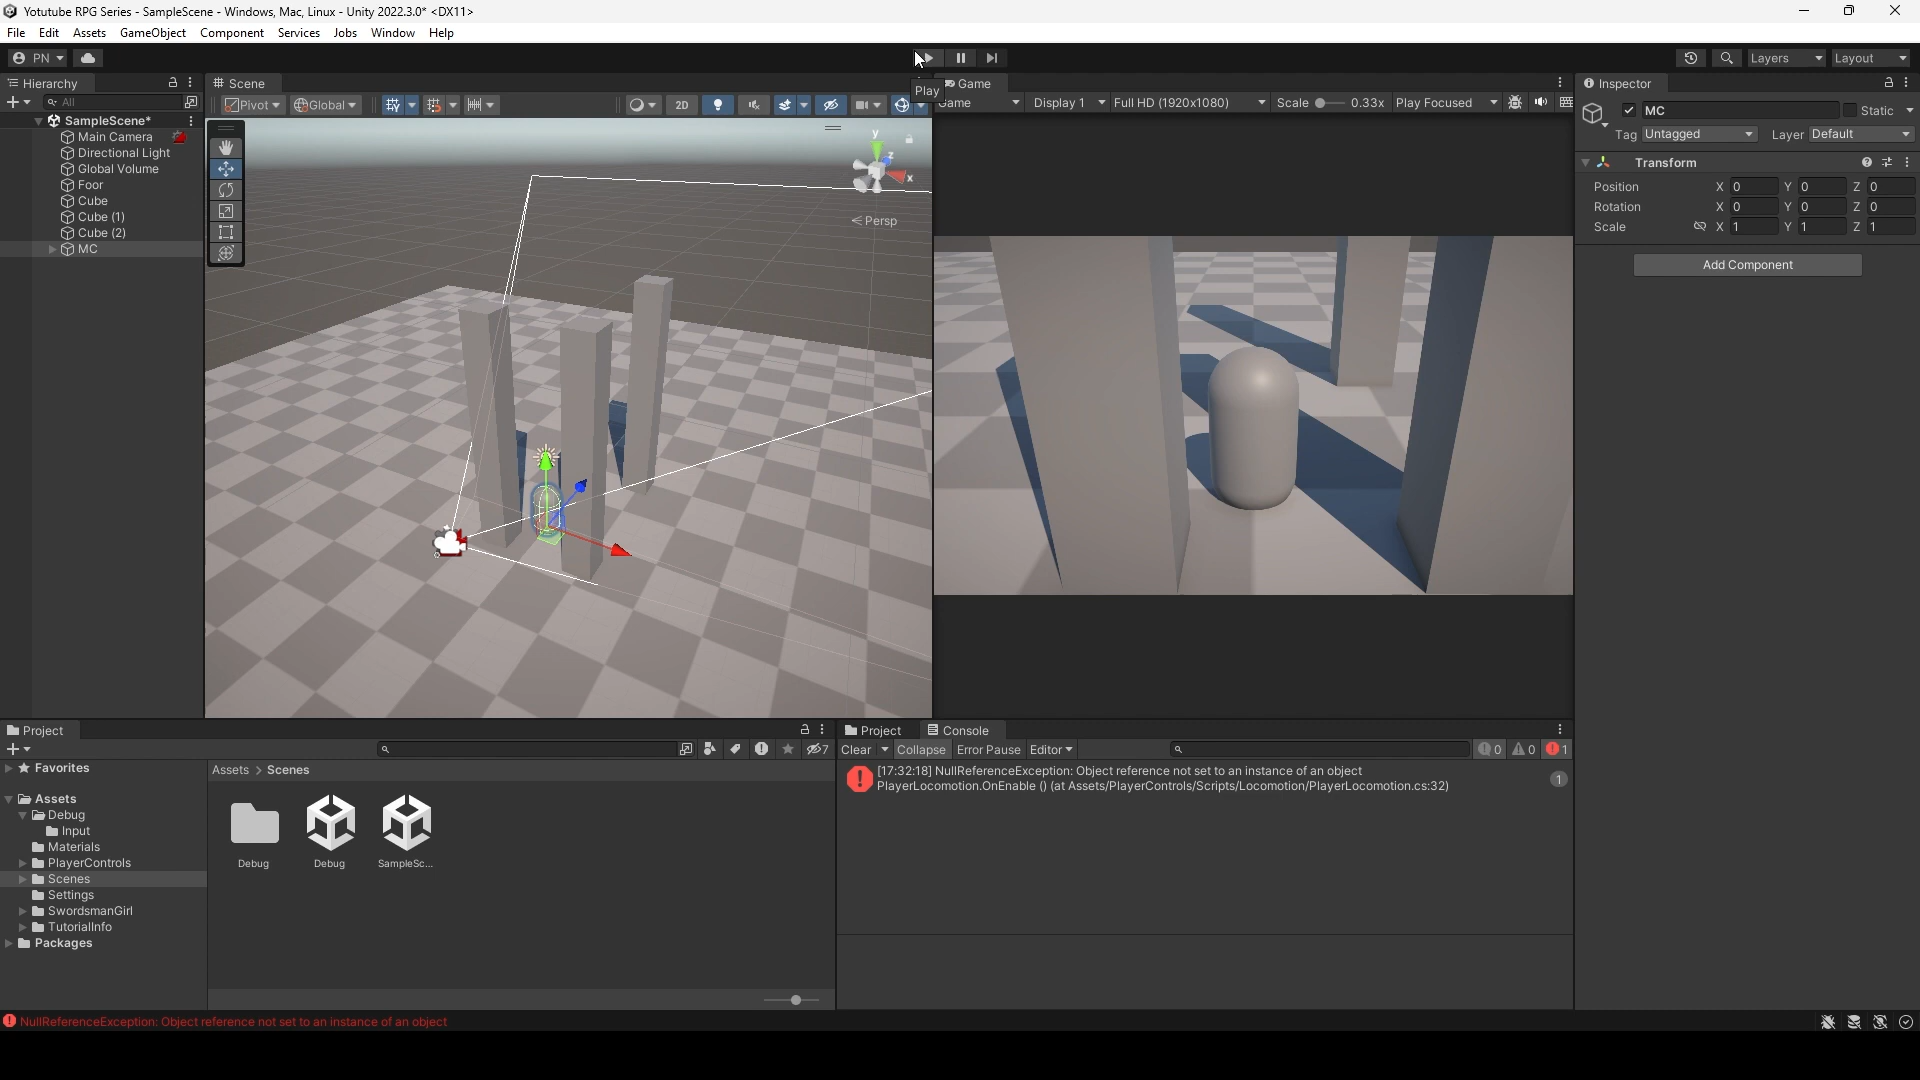 Yotutube RPG Series - SampleScene - Windows, Mac, Linux - Unity 2022.3.0* <DX11>
File Edit Assets GameObject Component Services Jobs Window Help
PN
Layers Layout
Play
Hierarchy
All
SampleScene*
Main Camera
Directional Light
Global Volume
Foor
Cube
Cube (1)
Cube (2)
MC
Scene
Pivot Global 2D
y
z
x
Persp
Game
Game Display 1 Full HD (1920x1080) Scale 0.33x Play Focused
Inspector
MC Static
Tag Untagged Layer Default
Transform
Position X 0 Y 0 Z 0
Rotation X 0 Y 0 Z 0
Scale X 1 Y 1 Z 1
Add Component
Project
7
Favorites
Assets
Debug
Input
Materials
PlayerControls
Scenes
Settings
SwordsmanGirl
TutorialInfo
Packages
Assets > Scenes
Debug Debug SampleSc...
Project Console
Clear Collapse Error Pause Editor 0 0 1
[17:32:18] NullReferenceException: Object reference not set to an instance of an object
PlayerLocomotion.OnEnable () (at Assets/PlayerControls/Scripts/Locomotion/PlayerLocomotion.cs:32)
1
NullReferenceException: Object reference not set to an instance of an object